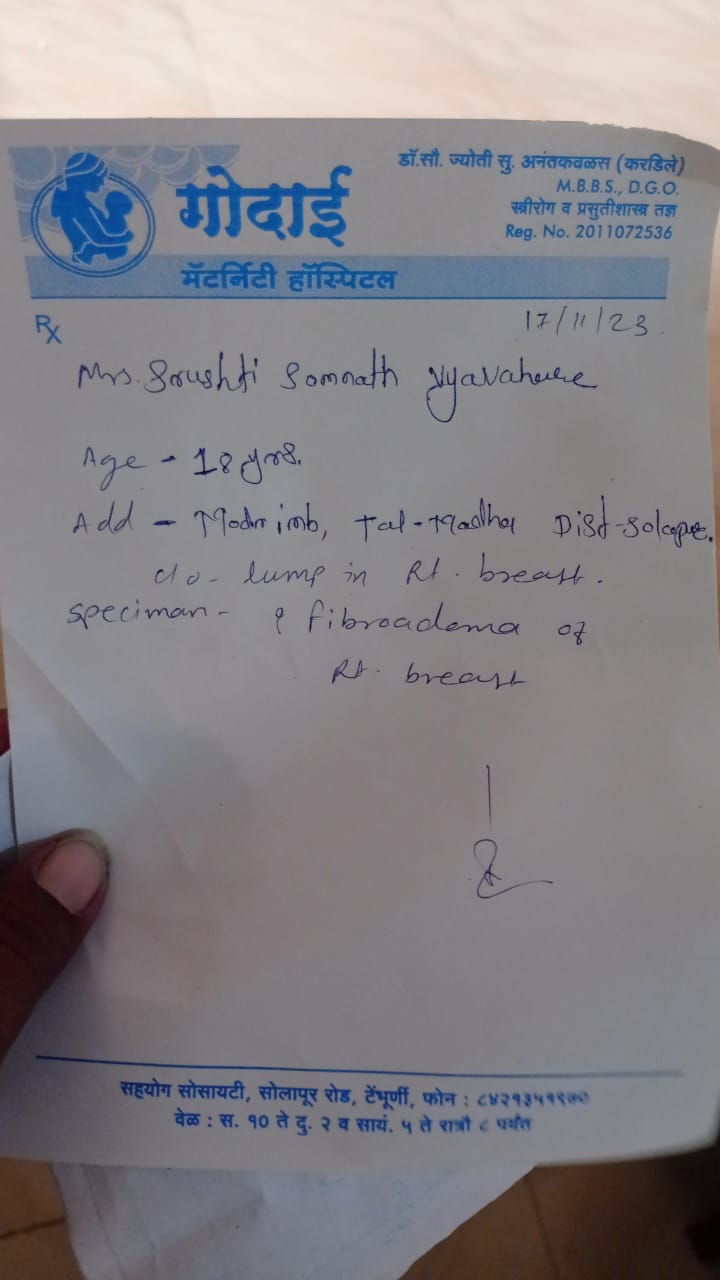 गोदाई
मॅटर्निटी हॉस्पिटल
डॉ.सौ. ज्योती सु. अनंतकवळस (करडिले)
M.B.B.S., D.G.O.
स्त्रीरोग व प्रसुतीशास्त्र तज्ञ
Reg. No. 2011072536
Rx
17/11/23.
Mrs. Srushti Somnath Vyavahare
Age - 18 yrs.
Add - Modnimb, Tal-Madha Dist-Solapur.
c/o - lump in Rt. breast.
speciman - ? fibroadema of
Rt. breast
सहयोग सोसायटी, सोलापूर रोड, टेंभूर्णी, फोन : ८४२१३५१९७०
वेळ : स. १० ते दु. २ व सायं. ५ ते रात्री ८ पर्यंत